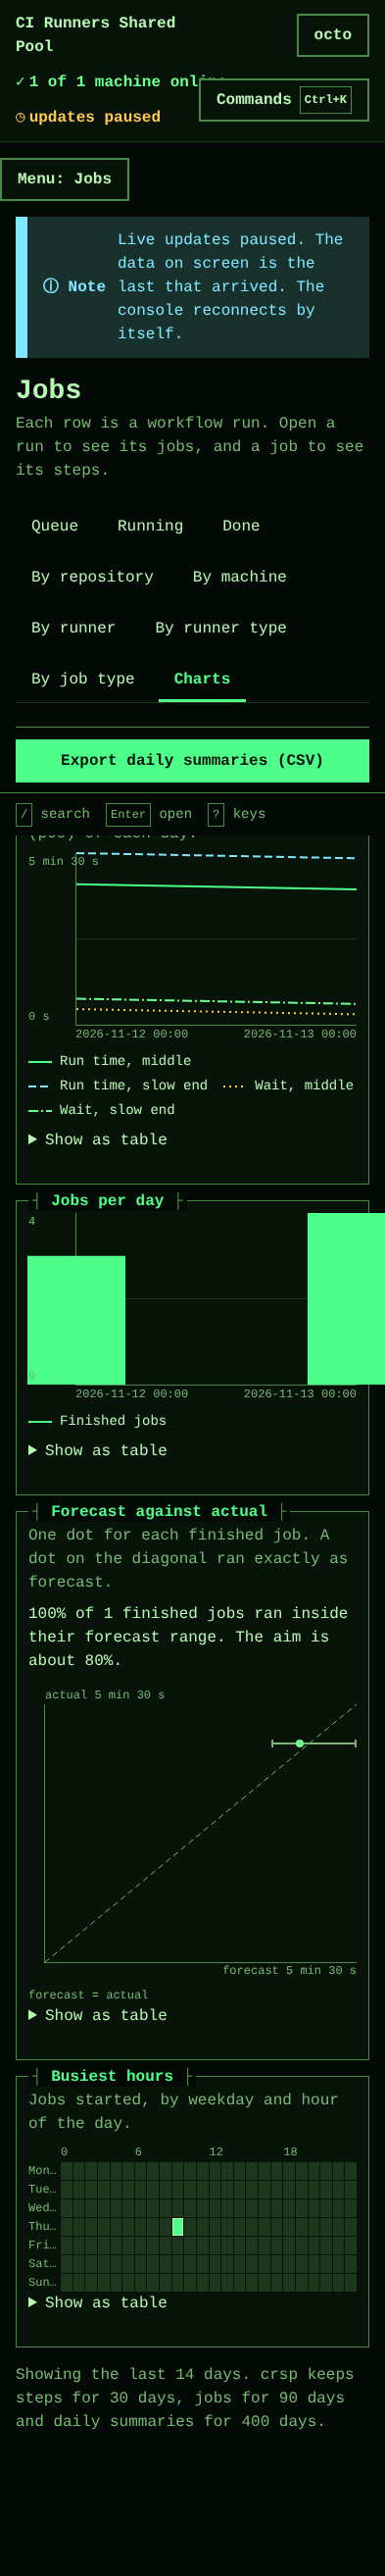 CI Runners Shared
Pool
octo
✓ 1 of 1 machine
Commands Ctrl+K
◷ updates paused
Menu: Jobs
ⓘ Note
Live updates paused. The
data on screen is the
last that arrived. The
console reconnects by
itself.
Jobs
Each row is a workflow run. Open a
run to see its jobs, and a job to see
its steps.
Queue Running Done
By repository By machine
By runner By runner type
By job type Charts
Export daily summaries (CSV)
/ search Enter open ? keys
5 min 30 s
0 s
2026-11-12 00:00 2026-11-13 00:00
Run time, middle
Run time, slow end Wait, middle
Wait, slow end
▶ Show as table
Jobs per day
4
0
2026-11-12 00:00 2026-11-13 00:00
Finished jobs
▶ Show as table
Forecast against actual
One dot for each finished job. A
dot on the diagonal ran exactly as
forecast.
100% of 1 finished jobs ran inside
their forecast range. The aim is
about 80%.
actual 5 min 30 s
forecast 5 min 30 s
forecast = actual
▶ Show as table
Busiest hours
Jobs started, by weekday and hour
of the day.
0 6 12 18
Mon…
Tue…
Wed…
Thu…
Fri…
Sat…
Sun…
▶ Show as table
Showing the last 14 days. crsp keeps
steps for 30 days, jobs for 90 days
and daily summaries for 400 days.